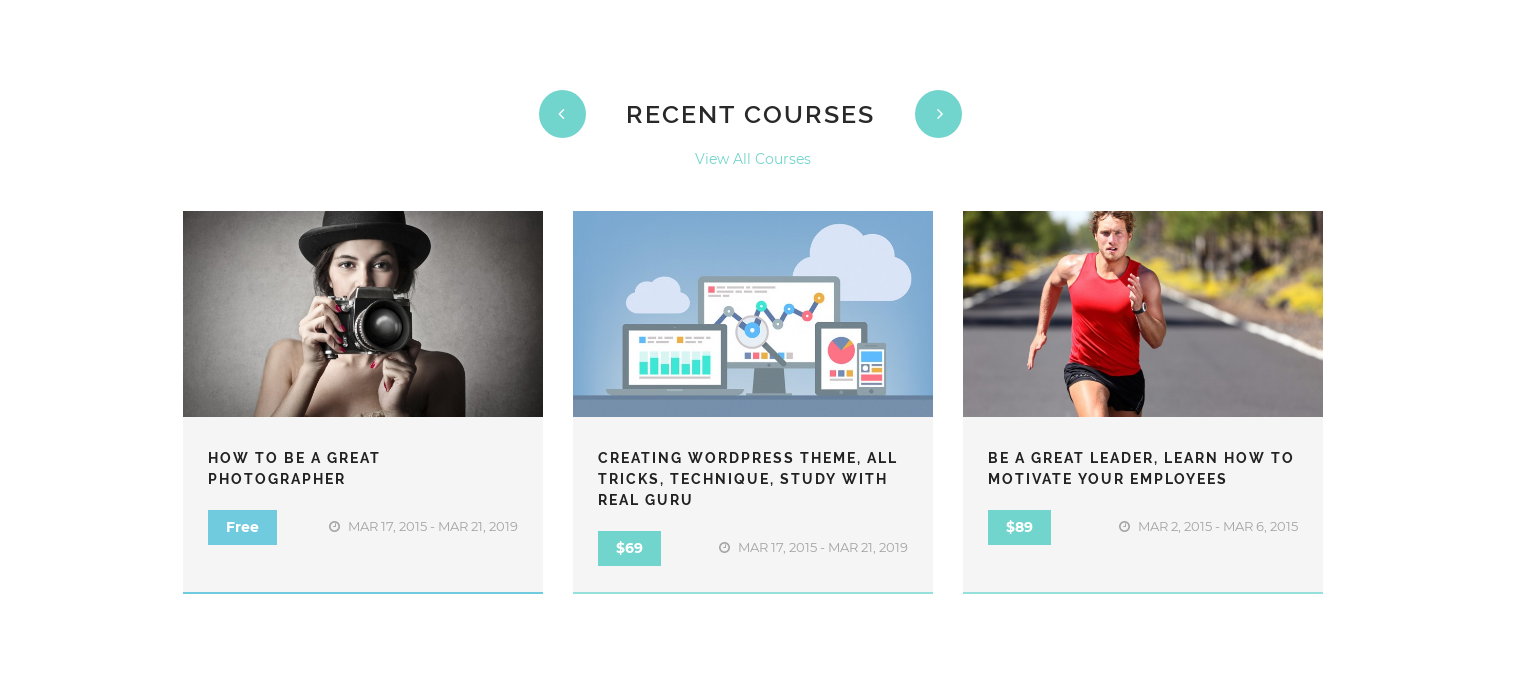 RECENT COURSES
View All Courses
HOW TO BE A GREAT
PHOTOGRAPHER
Free
MAR 17, 2015 - MAR 21, 2019
CREATING WORDPRESS THEME, ALL
TRICKS, TECHNIQUE, STUDY WITH
REAL GURU
$69
MAR 17, 2015 - MAR 21, 2019
BE A GREAT LEADER, LEARN HOW TO
MOTIVATE YOUR EMPLOYEES
$89
MAR 2, 2015 - MAR 6, 2015